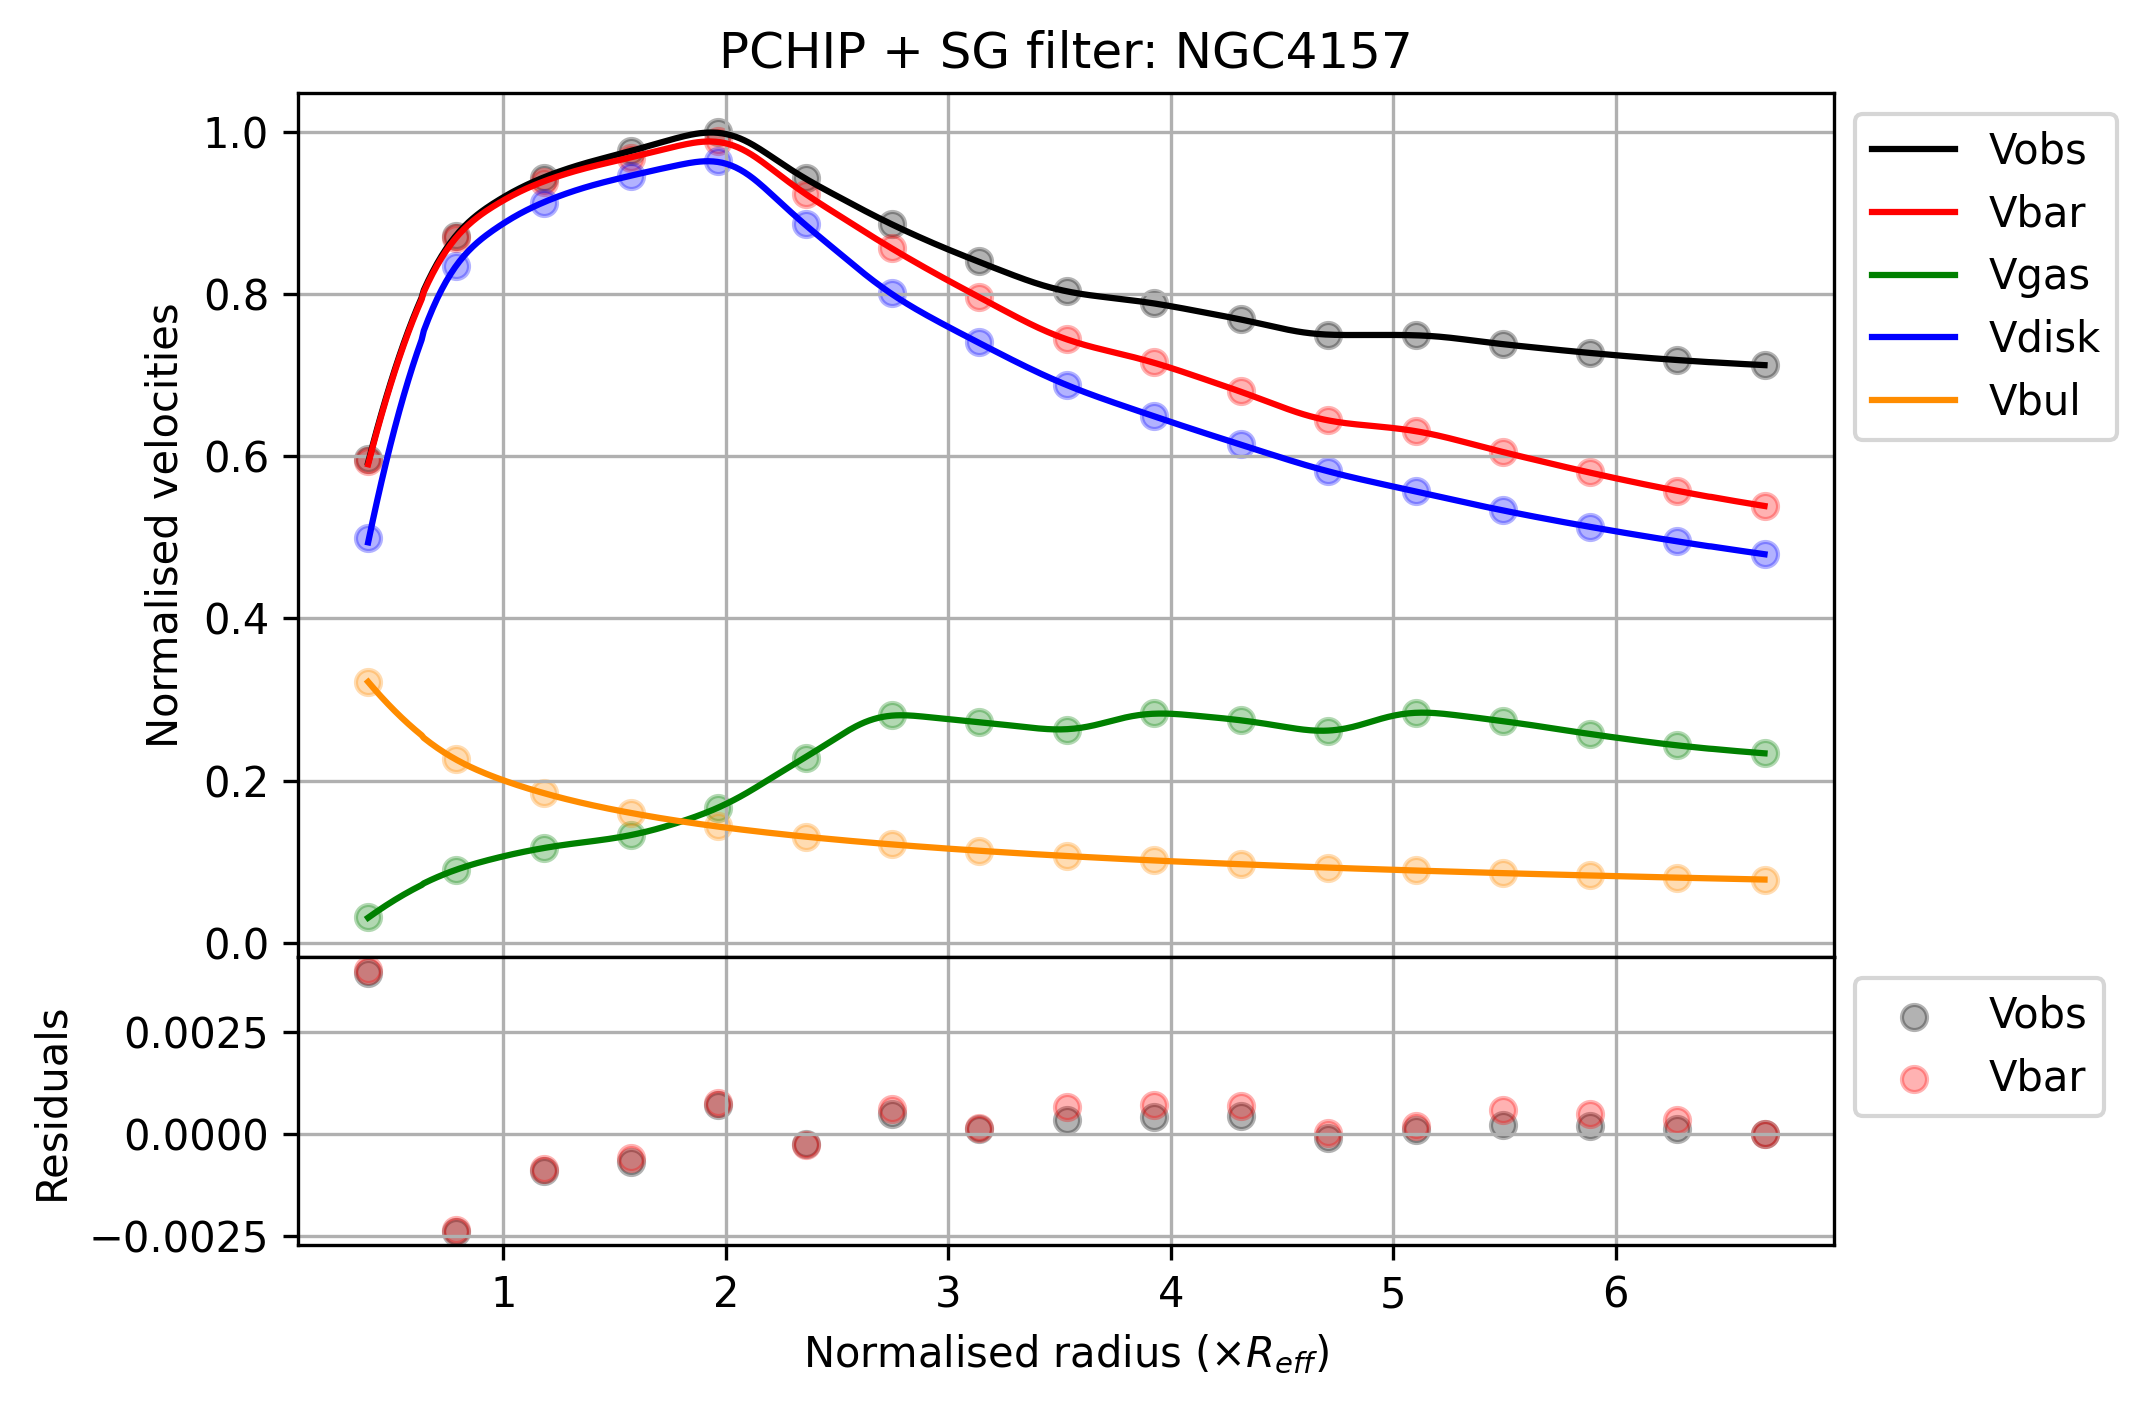 PCHIP + SG filter: NGC4157
Normalised velocities
1.0
0.8
0.6
0.4
0.2
0.0
Vobs
Vbar
Vgas
Vdisk
Vbul
Residuals
0.0025
0.0000
−0.0025
Vobs
Vbar
1 2 3 4 5 6
Normalised radius (×R_eff)